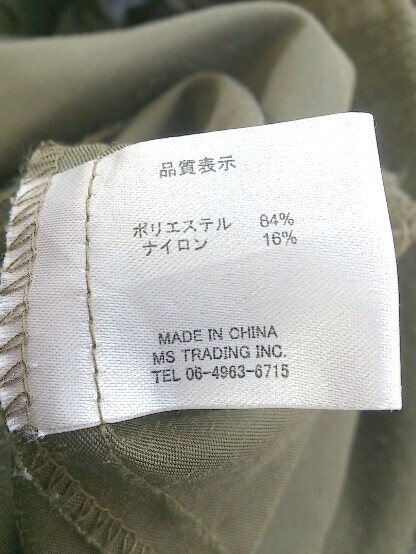 品質表示
ポリエステル 84%
ナイロン 16%
MADE IN CHINA
MS TRADING INC.
TEL 06-4963-6715